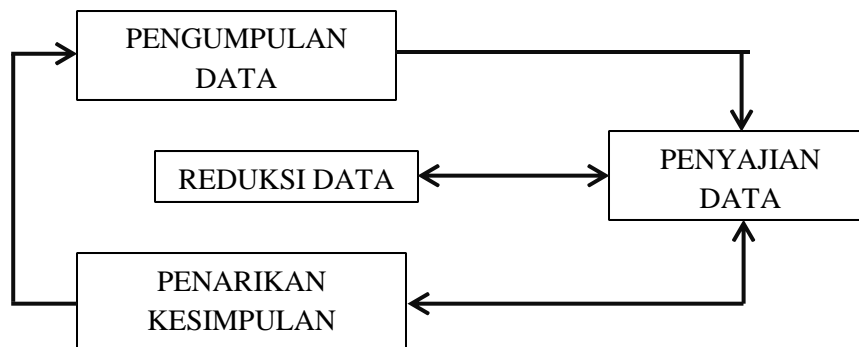 PENGUMPULAN
DATA
REDUKSI DATA
PENYAJIAN
DATA
PENARIKAN
KESIMPULAN